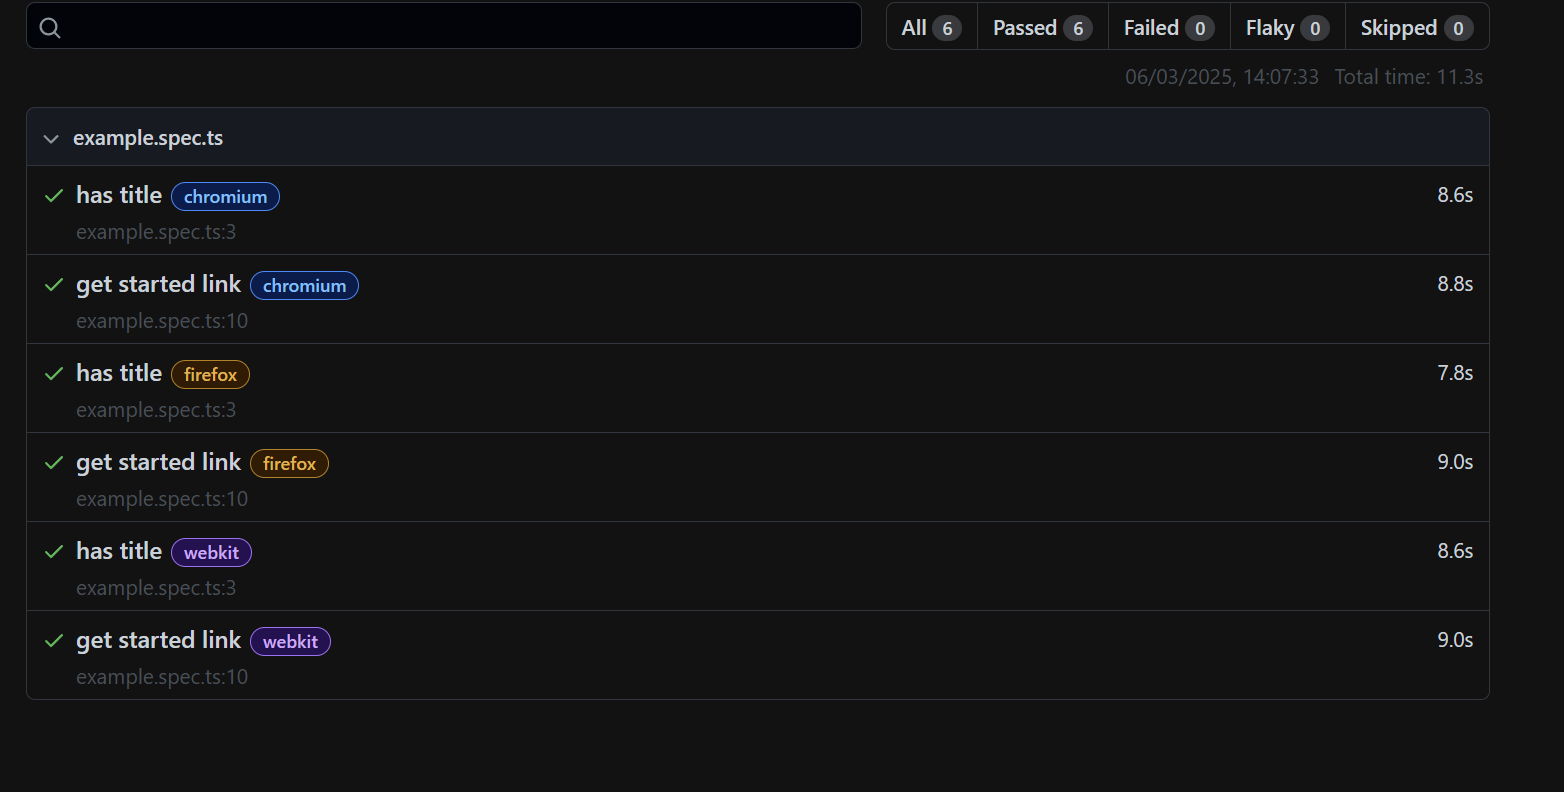 All 6 Passed 6 Failed 0 Flaky 0 Skipped 0
06/03/2025, 14:07:33 Total time: 11.3s
example.spec.ts
has title chromium 8.6s
example.spec.ts:3
get started link chromium 8.8s
example.spec.ts:10
has title firefox 7.8s
example.spec.ts:3
get started link firefox 9.0s
example.spec.ts:10
has title webkit 8.6s
example.spec.ts:3
get started link webkit 9.0s
example.spec.ts:10